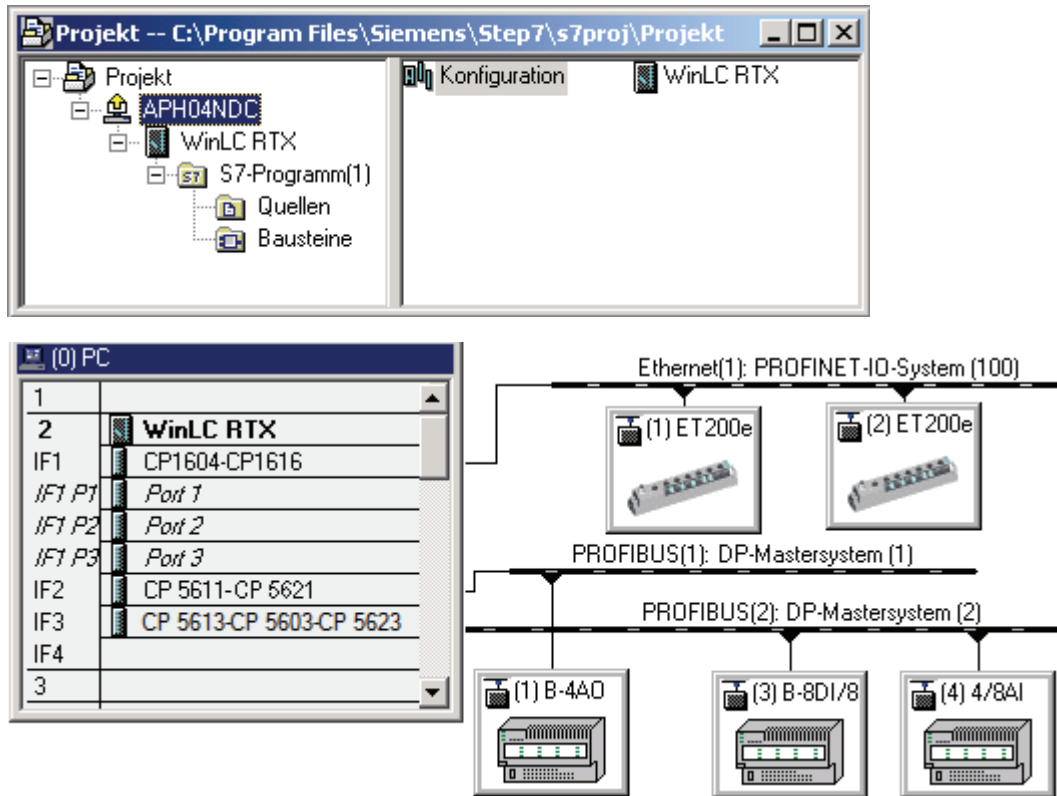 Projekt -- C:\Program Files\Siemens\Step7\s7proj\Projekt
Projekt
APH04NDC
WinLC RTX
S7-Programm(1)
Quellen
Bausteine
Konfiguration
WinLC RTX
(0) PC
1
2 WinLC RTX
IF1 CP1604-CP1616
IF1 P1 Port 1
IF1 P2 Port 2
IF1 P3 Port 3
IF2 CP 5611-CP 5621
IF3 CP 5613-CP 5603-CP 5623
IF4
3
Ethernet(1): PROFINET-IO-System (100)
(1) ET200e
(2) ET200e
PROFIBUS(1): DP-Mastersystem (1)
PROFIBUS(2): DP-Mastersystem (2)
(1) B-4AO
(3) B-8DI/8
(4) 4/8AI